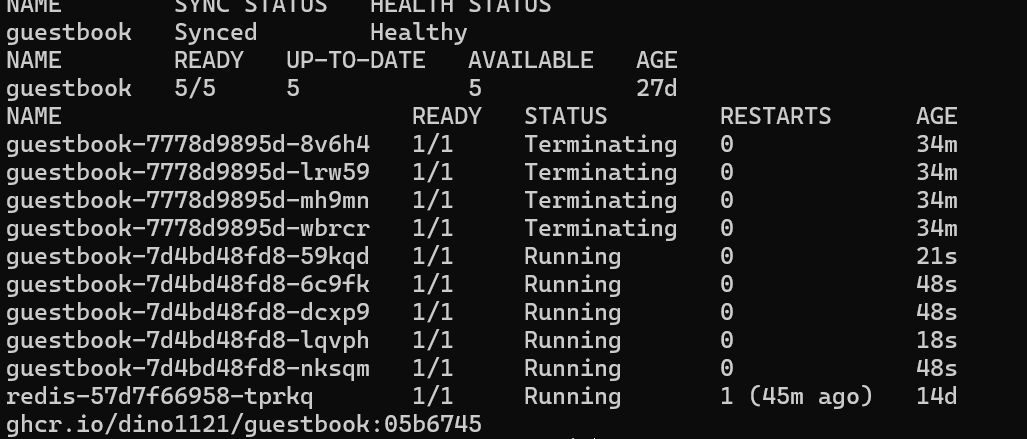 NAME SYNC STATUS HEALTH STATUS
guestbook Synced Healthy
NAME READY UP-TO-DATE AVAILABLE AGE
guestbook 5/5 5 5 27d
NAME READY STATUS RESTARTS AGE
guestbook-7778d9895d-8v6h4 1/1 Terminating 0 34m
guestbook-7778d9895d-lrw59 1/1 Terminating 0 34m
guestbook-7778d9895d-mh9mn 1/1 Terminating 0 34m
guestbook-7778d9895d-wbrcr 1/1 Terminating 0 34m
guestbook-7d4bd48fd8-59kqd 1/1 Running 0 21s
guestbook-7d4bd48fd8-6c9fk 1/1 Running 0 48s
guestbook-7d4bd48fd8-dcxp9 1/1 Running 0 48s
guestbook-7d4bd48fd8-lqvph 1/1 Running 0 18s
guestbook-7d4bd48fd8-nksqm 1/1 Running 0 48s
redis-57d7f66958-tprkq 1/1 Running 1 (45m ago) 14d
ghcr.io/dino1121/guestbook:05b6745